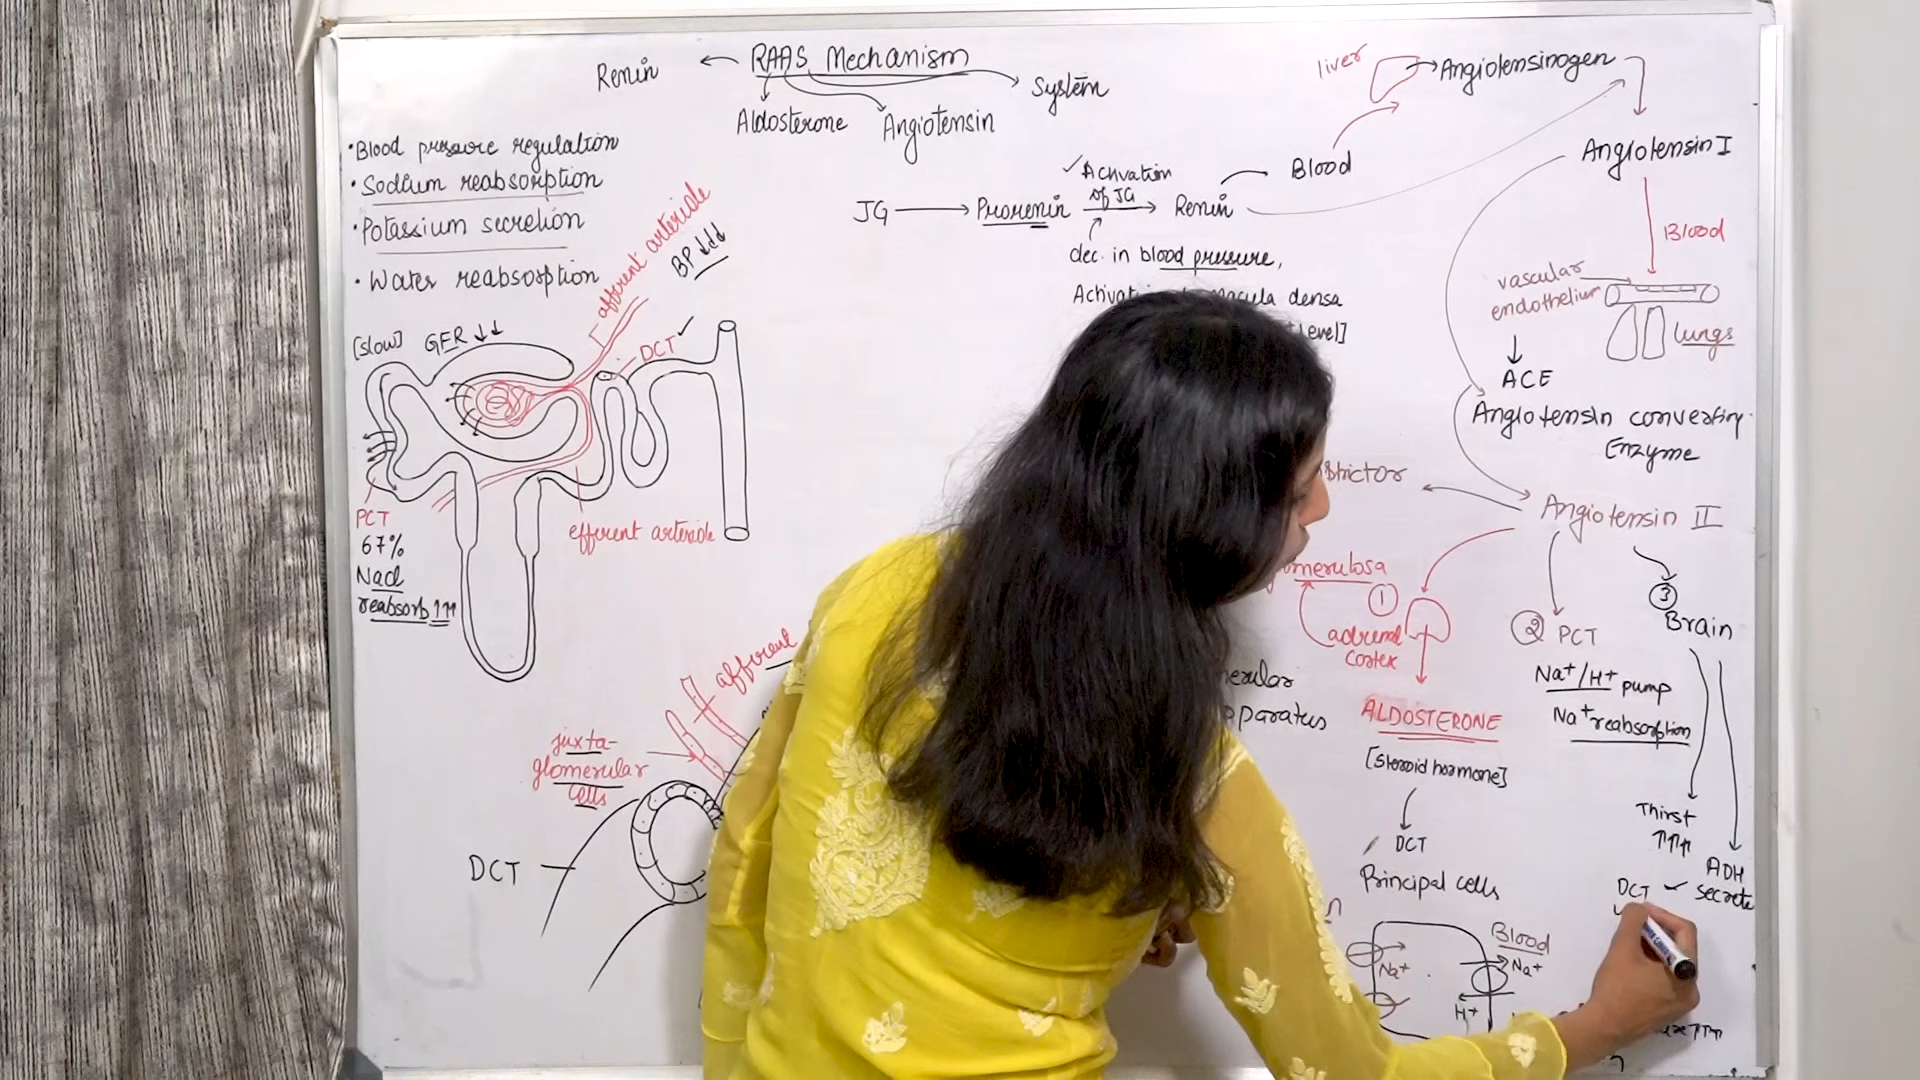 RAAS Mechanism
Renin
System
Aldosterone
Angiotensin
liver
Angiotensinogen
Blood pressure regulation
Sodium reabsorption
Potassium secretion
Water reabsorption
afferent arteriole
BP ↓↓↓
[slow] GFR ↓↓
DCT ✓
PCT
67%
Nacl
reabsorb ↑↑↑
efferent arteriole
✓ Activation
of JG
JG
Prorenin
Renin
Blood
dec. in blood pressure,
Macula densa
level]
Angiotensin I
Blood
vascular
endothelium
lungs
ACE
Angiotensin converting
Enzyme
Angiotensin II
①
adrenal
cortex
② PCT
Na⁺/H⁺ pump
Na⁺ reabsorption
③
Brain
ALDOSTERONE
[Steroid hormone]
DCT
Principal cells
Thirst
↑↑↑
ADH
secrete
DCT ✓
Blood
Na⁺
Na⁺
H⁺
afferent
juxta-
glomerular
cells
DCT